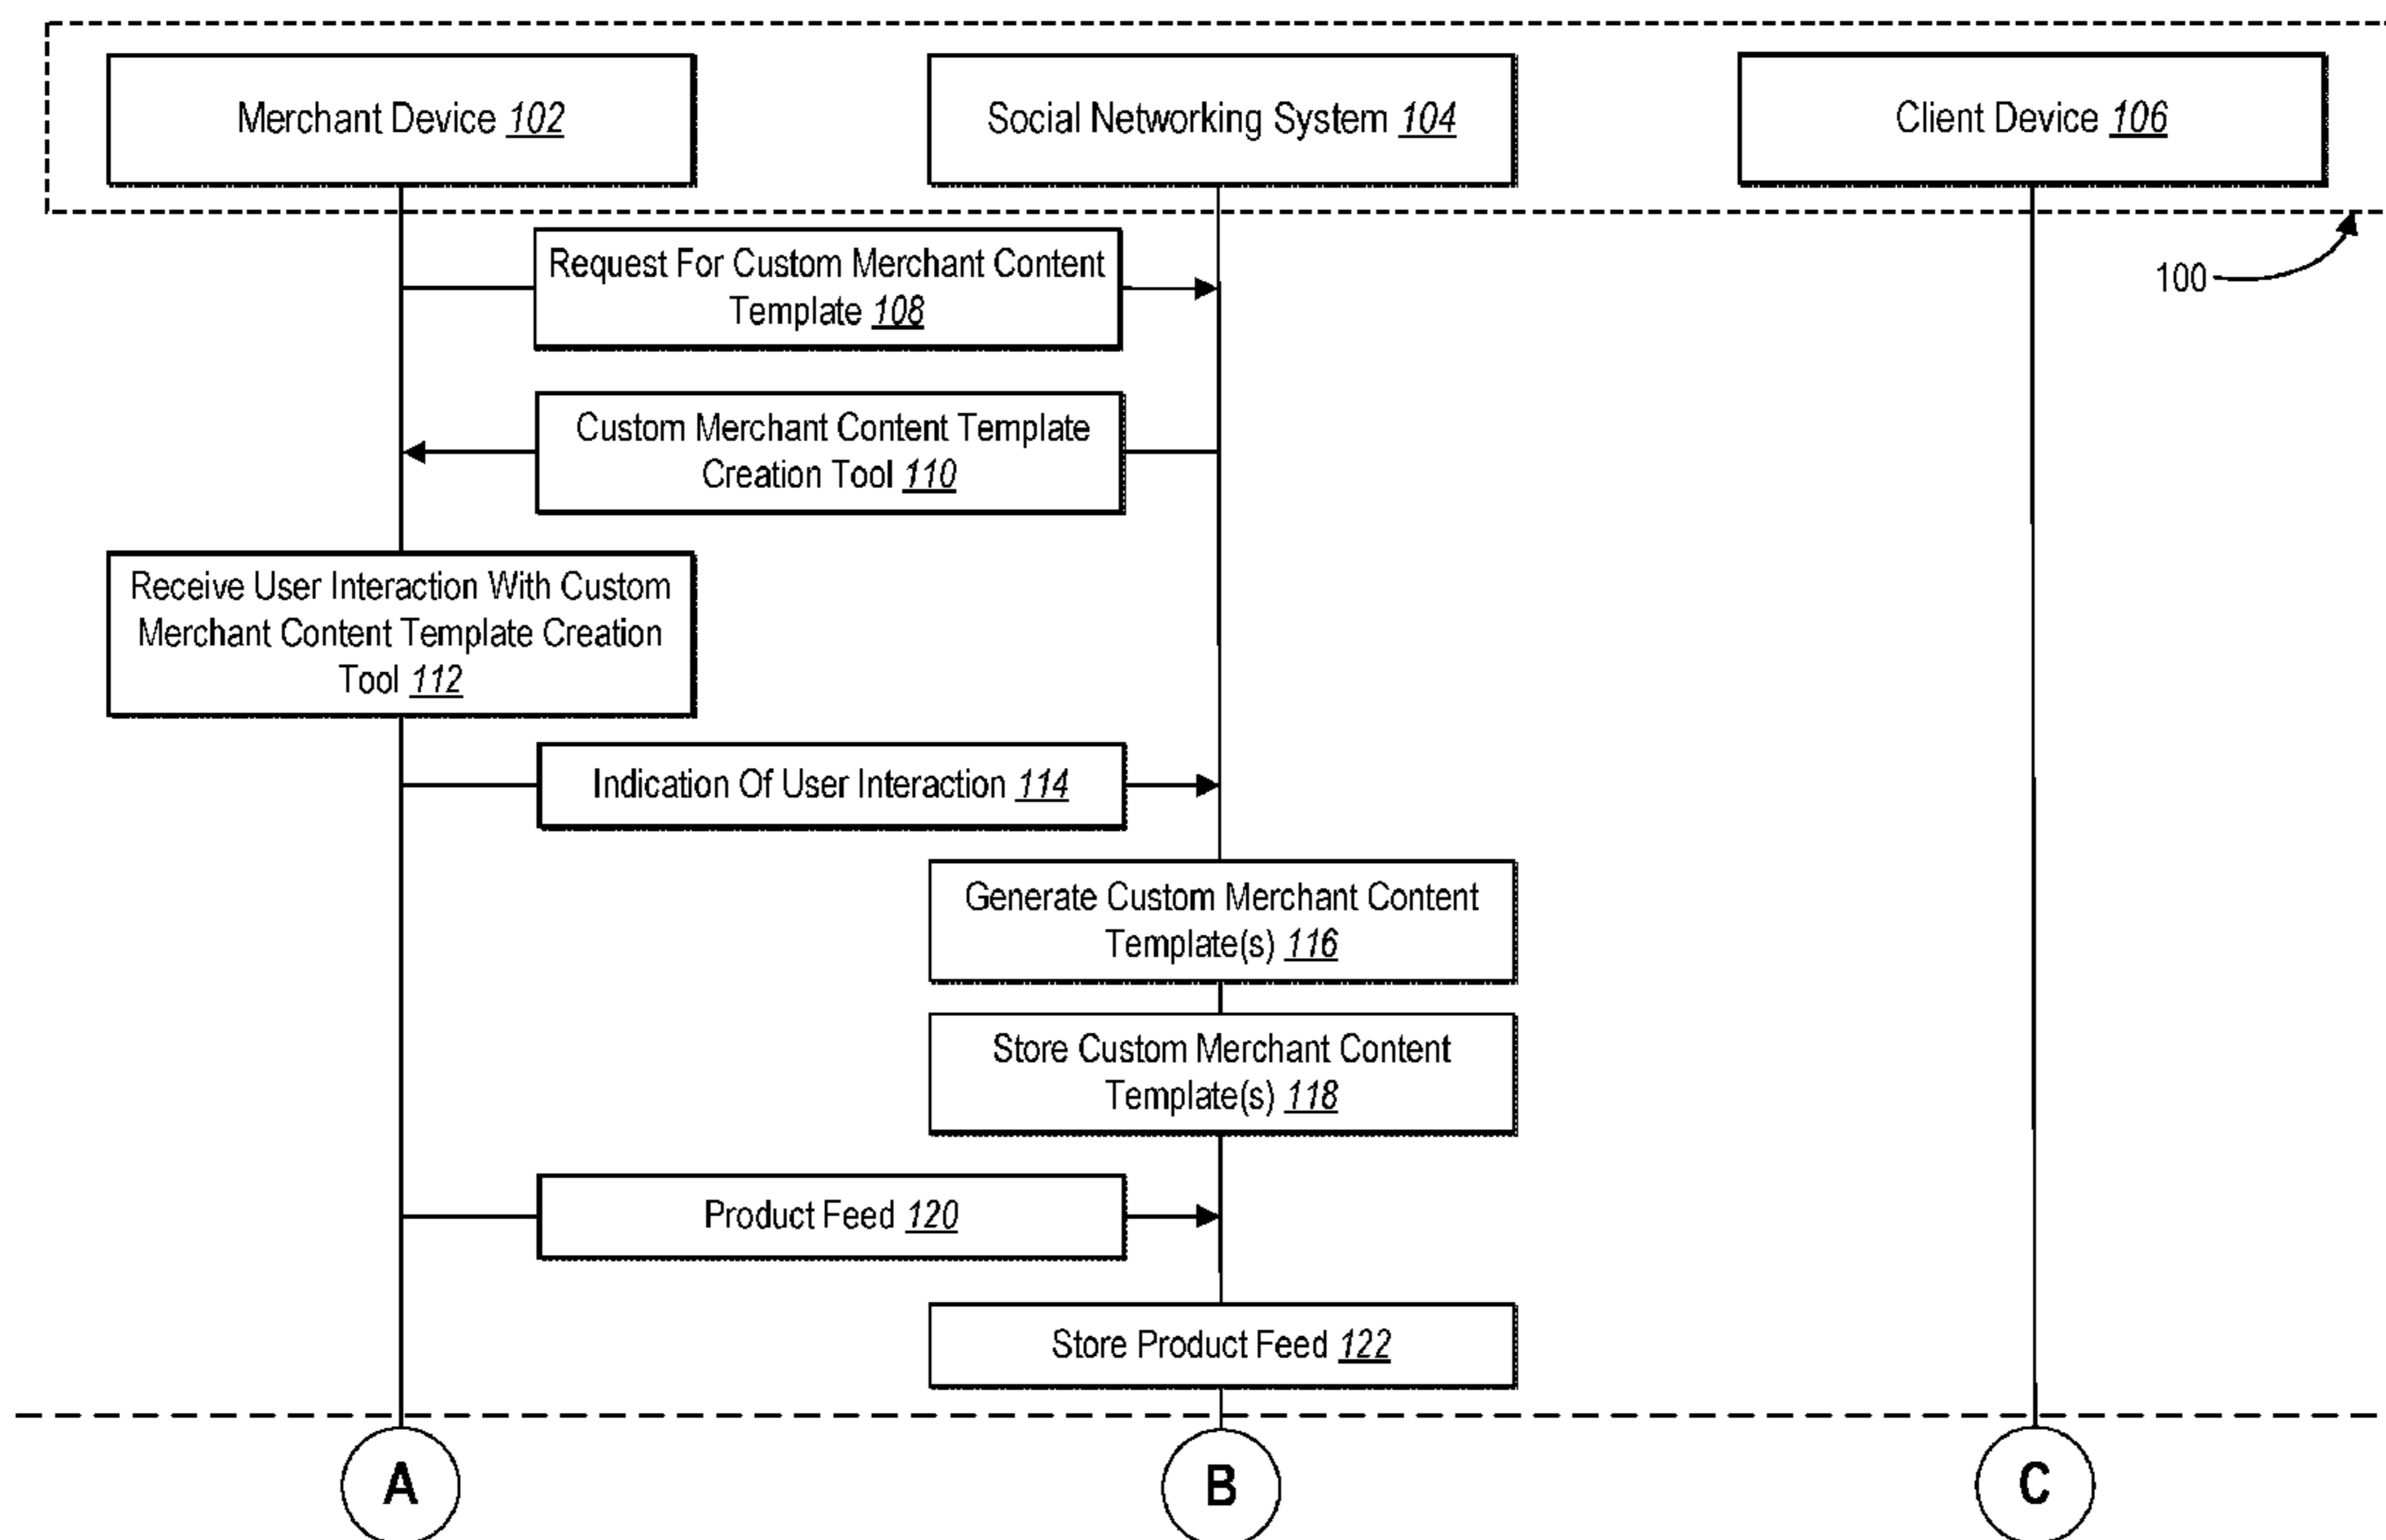 Merchant Device 102
Social Networking System 104
Client Device 106
100
Request For Custom Merchant Content
Template 108
Custom Merchant Content Template
Creation Tool 110
Receive User Interaction With Custom
Merchant Content Template Creation
Tool 112
Indication Of User Interaction 114
Generate Custom Merchant Content
Template(s) 116
Store Custom Merchant Content
Template(s) 118
Product Feed 120
Store Product Feed 122
A
B
C